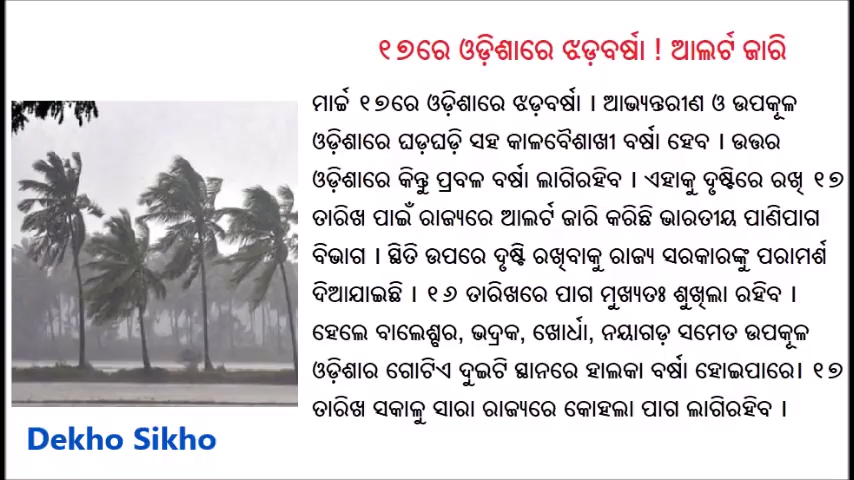 ୧୭ରେ ଓଡ଼ିଶାରେ ଝଡ଼ବର୍ଷା ! ଆଲର୍ଟ ଜାରି
ମାର୍ଚ୍ଚ ୧୭ରେ ଓଡ଼ିଶାରେ ଝଡ଼ବର୍ଷା । ଆଭ୍ୟନ୍ତରୀଣ ଓ ଉପକୂଳ
ଓଡ଼ିଶାରେ ଘଡ଼ଘଡ଼ି ସହ କାଳବୈଶାଖୀ ବର୍ଷା ହେବ । ଉତ୍ତର
ଓଡ଼ିଶାରେ କିନ୍ତୁ ପ୍ରବଳ ବର୍ଷା ଲାଗିରହିବ । ଏହାକୁ ଦୃଷ୍ଟିରେ ରଖି ୧୭
ତାରିଖ ପାଇଁ ରାଜ୍ୟରେ ଆଲର୍ଟ ଜାରି କରିଛି ଭାରତୀୟ ପାଣିପାଗ
ବିଭାଗ । ସ୍ଥିତି ଉପରେ ଦୃଷ୍ଟି ରଖିବାକୁ ରାଜ୍ୟ ସରକାରଙ୍କୁ ପରାମର୍ଶ
ଦିଆଯାଇଛି । ୧୬ ତାରିଖରେ ପାଗ ମୁଖ୍ୟତଃ ଶୁଖିଲା ରହିବ ।
ହେଲେ ବାଲେଶ୍ବର, ଭଦ୍ରକ, ଖୋର୍ଧା, ନୟାଗଡ଼ ସମେତ ଉପକୂଳ
ଓଡ଼ିଶାର ଗୋଟିଏ ଦୁଇଟି ସ୍ଥାନରେ ହାଲକା ବର୍ଷା ହୋଇପାରେ। ୧୭
ତାରିଖ ସକାଳୁ ସାରା ରାଜ୍ୟରେ କୋହଲା ପାଗ ଲାଗିରହିବ ।
Dekho Sikho